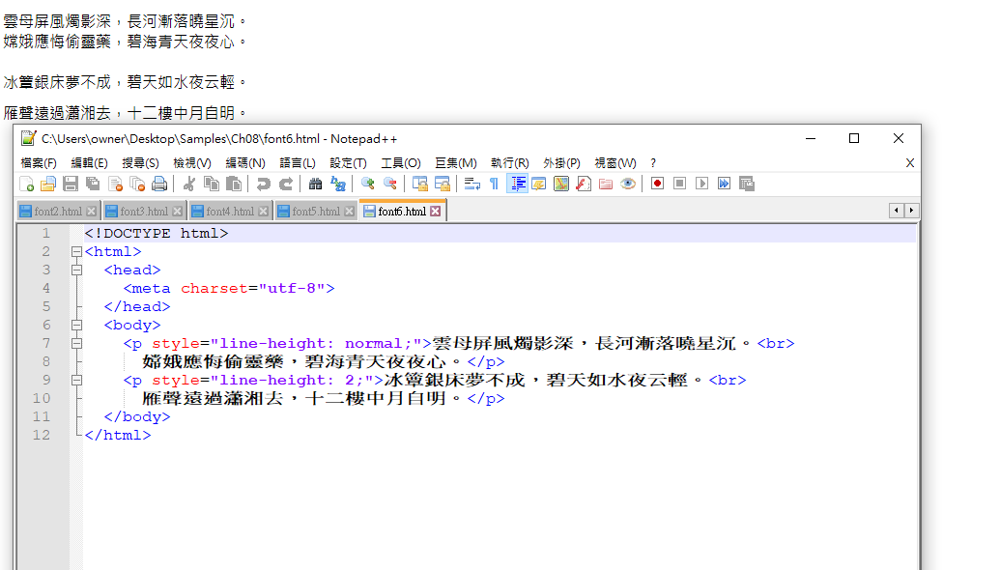 雲母屏風燭影深，長河漸落曉星沉。
嫦娥應悔偷靈藥，碧海青天夜夜心。
冰簟銀床夢不成，碧天如水夜云輕。
雁聲遠過瀟湘去，十二樓中月自明。
C:\Users\owner\Desktop\Samples\Ch08\font6.html - Notepad++
檔案(F) 編輯(E) 搜尋(S) 檢視(V) 編碼(N) 語言(L) 設定(T) 工具(O) 巨集(M) 執行(R) 外掛(P) 視窗(W) ? X
font2.html font3.html font4.html font5.html font6.html
1 <!DOCTYPE html>
2 <html>
3 <head>
4 <meta charset="utf-8">
5 </head>
6 <body>
7 <p style="line-height: normal;">雲母屏風燭影深，長河漸落曉星沉。<br>
8 嫦娥應悔偷靈藥，碧海青天夜夜心。</p>
9 <p style="line-height: 2;">冰簟銀床夢不成，碧天如水夜云輕。<br>
10 雁聲遠過瀟湘去，十二樓中月自明。</p>
11 </body>
12 </html>